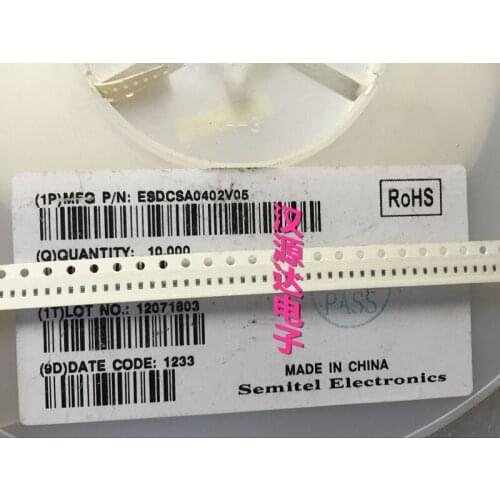 (1P)MFG P/N: ESDCSA0402V05
RoHS
(Q)QUANTITY: 10,000
(1T)LOT NO.: 12071803
PASS
(9D)DATE CODE: 1233
MADE IN CHINA
Semitel Electronics
汉源达电子